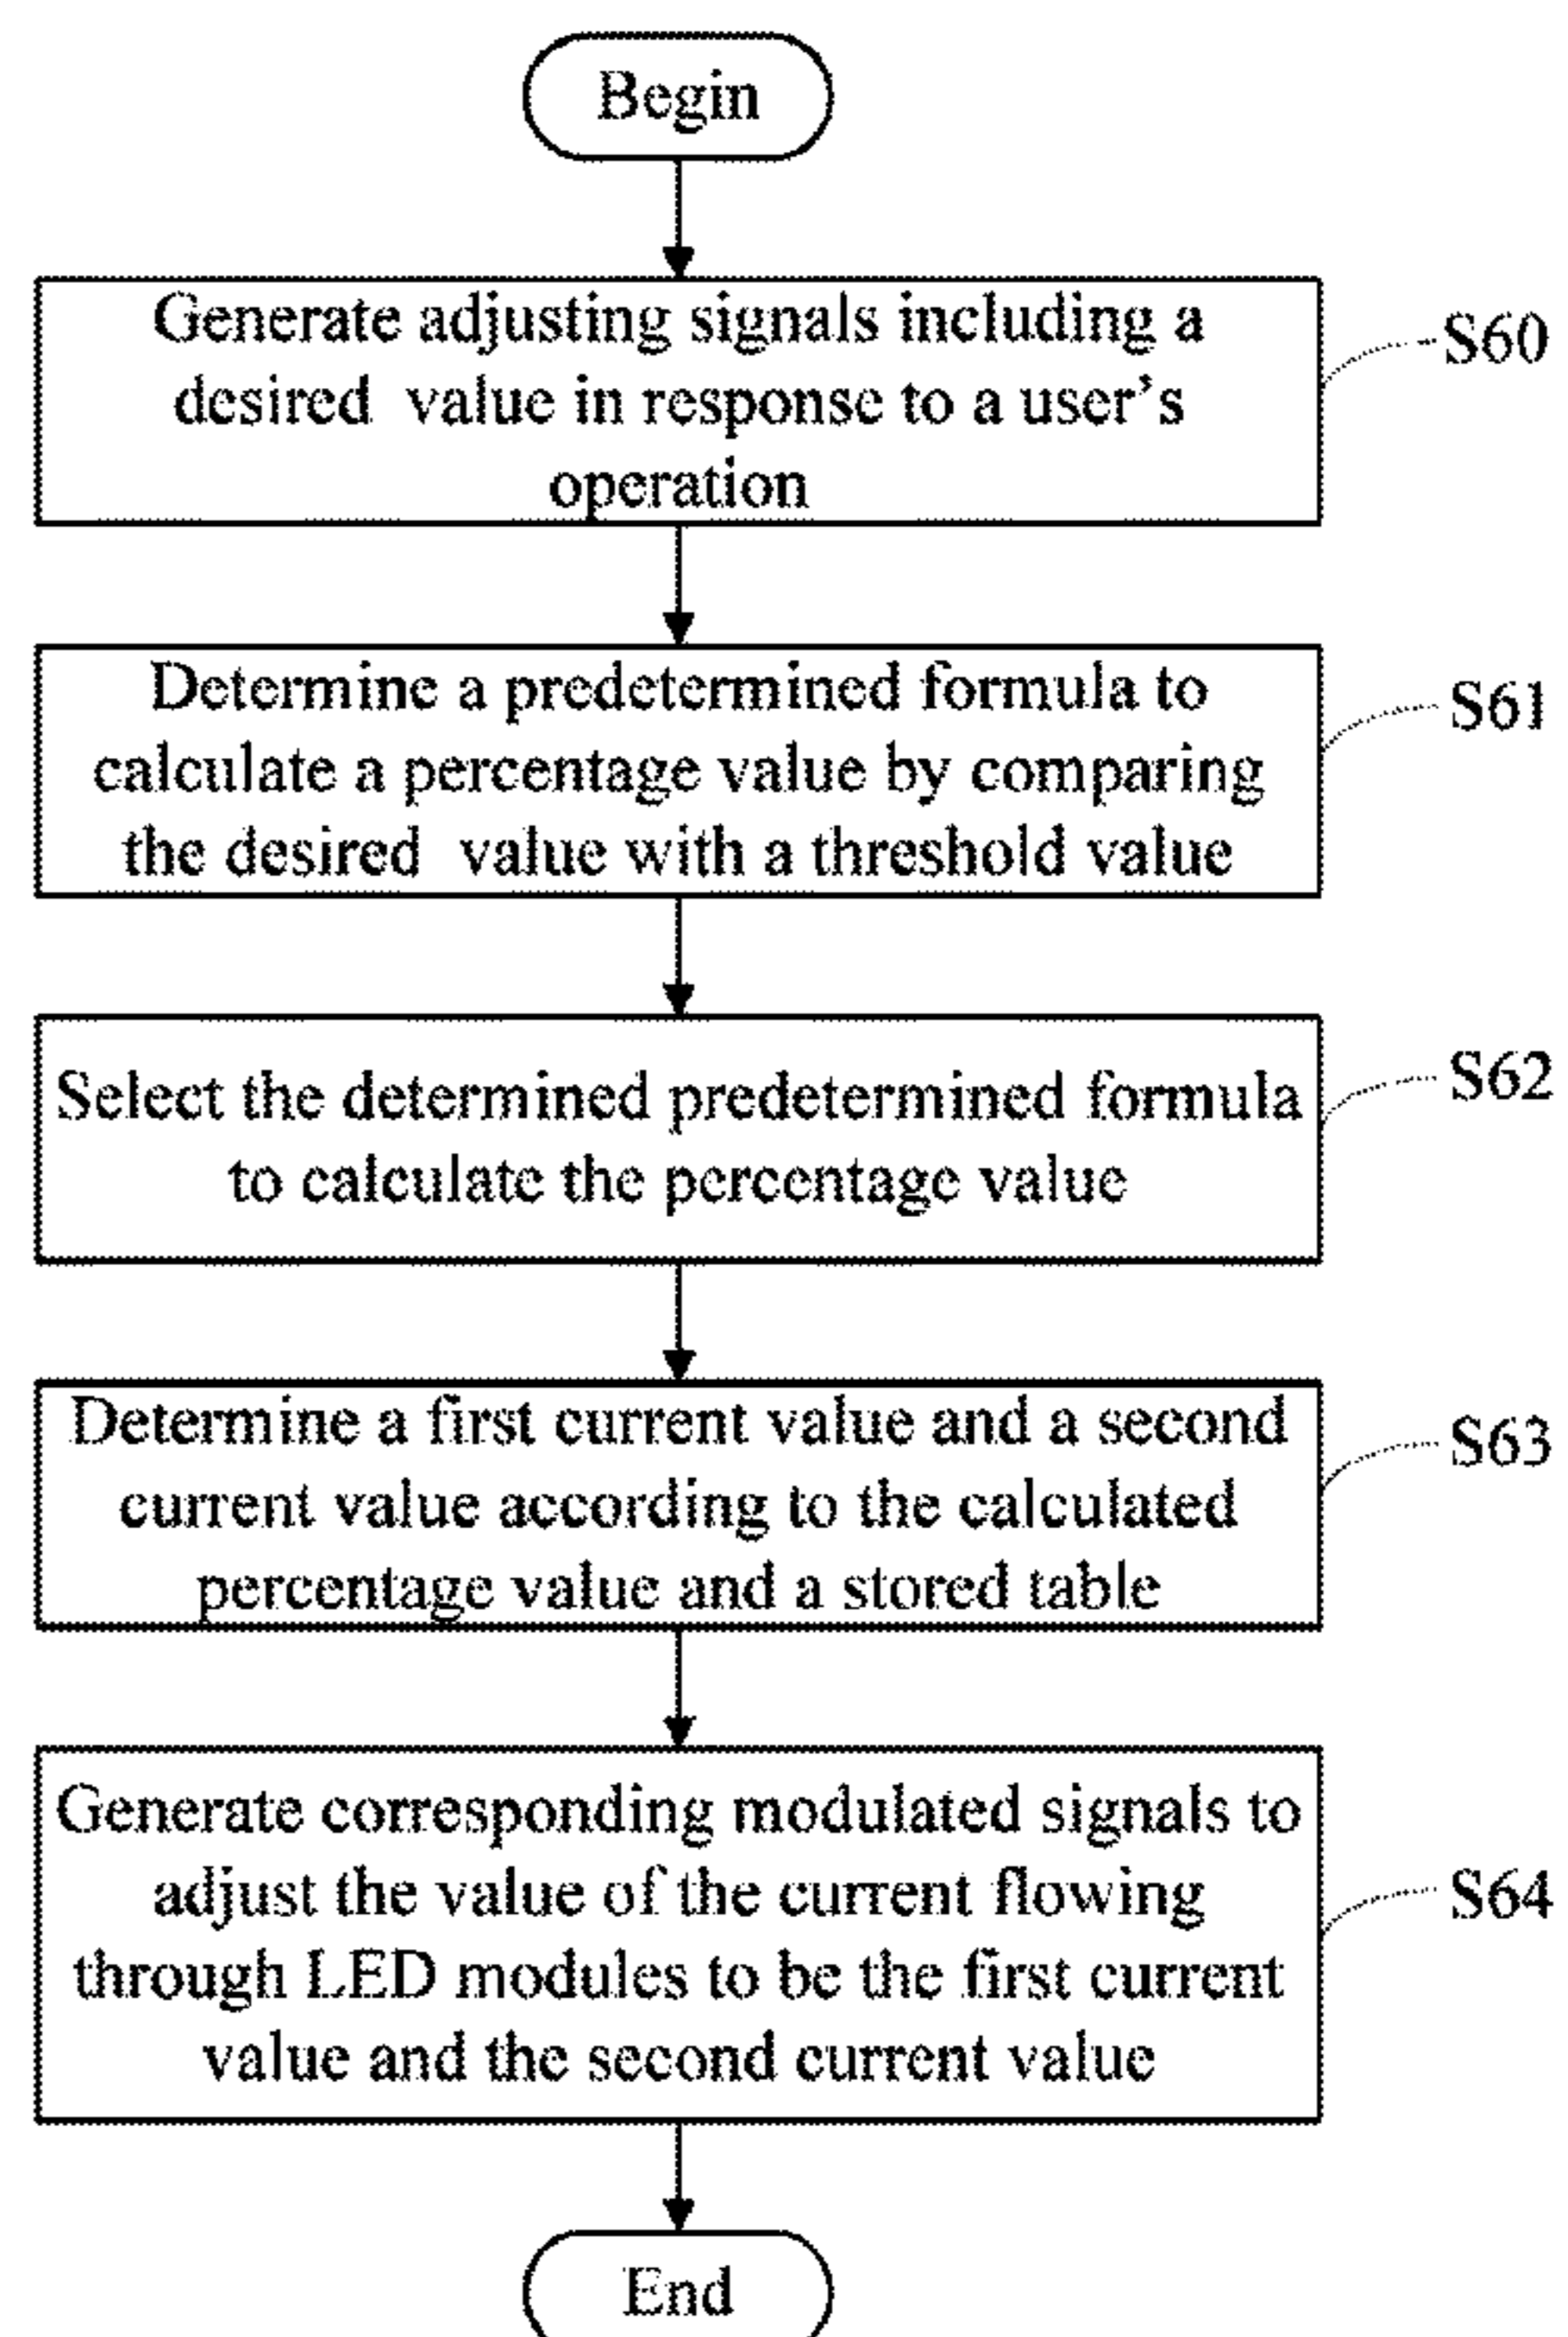 Begin
Generate adjusting signals including a
desired value in response to a user's
operation
S60
Determine a predetermined formula to
calculate a percentage value by comparing
the desired value with a threshold value
S61
Select the determined predetermined formula
to calculate the percentage value
S62
Determine a first current value and a second
current value according to the calculated
percentage value and a stored table
S63
Generate corresponding modulated signals to
adjust the value of the current flowing
through LED modules to be the first current
value and the second current value
S64
End